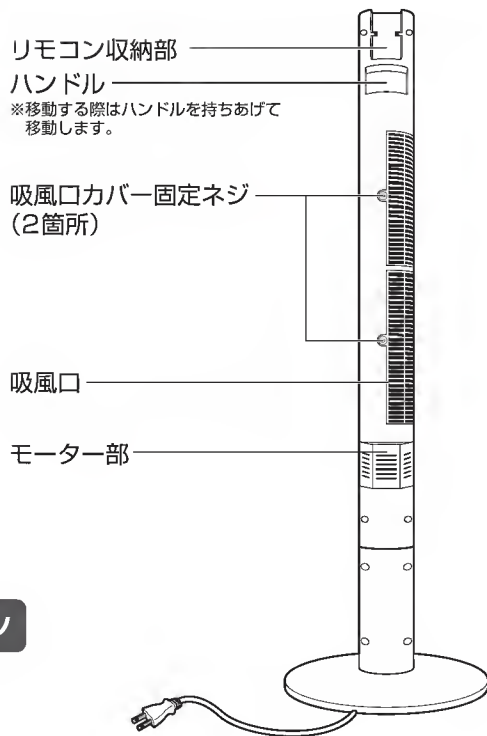 リモコン収納部
ハンドル
※移動する際はハンドルを持ちあげて
移動します。
吸風口カバー固定ネジ
(2箇所)
吸風口
モーター部